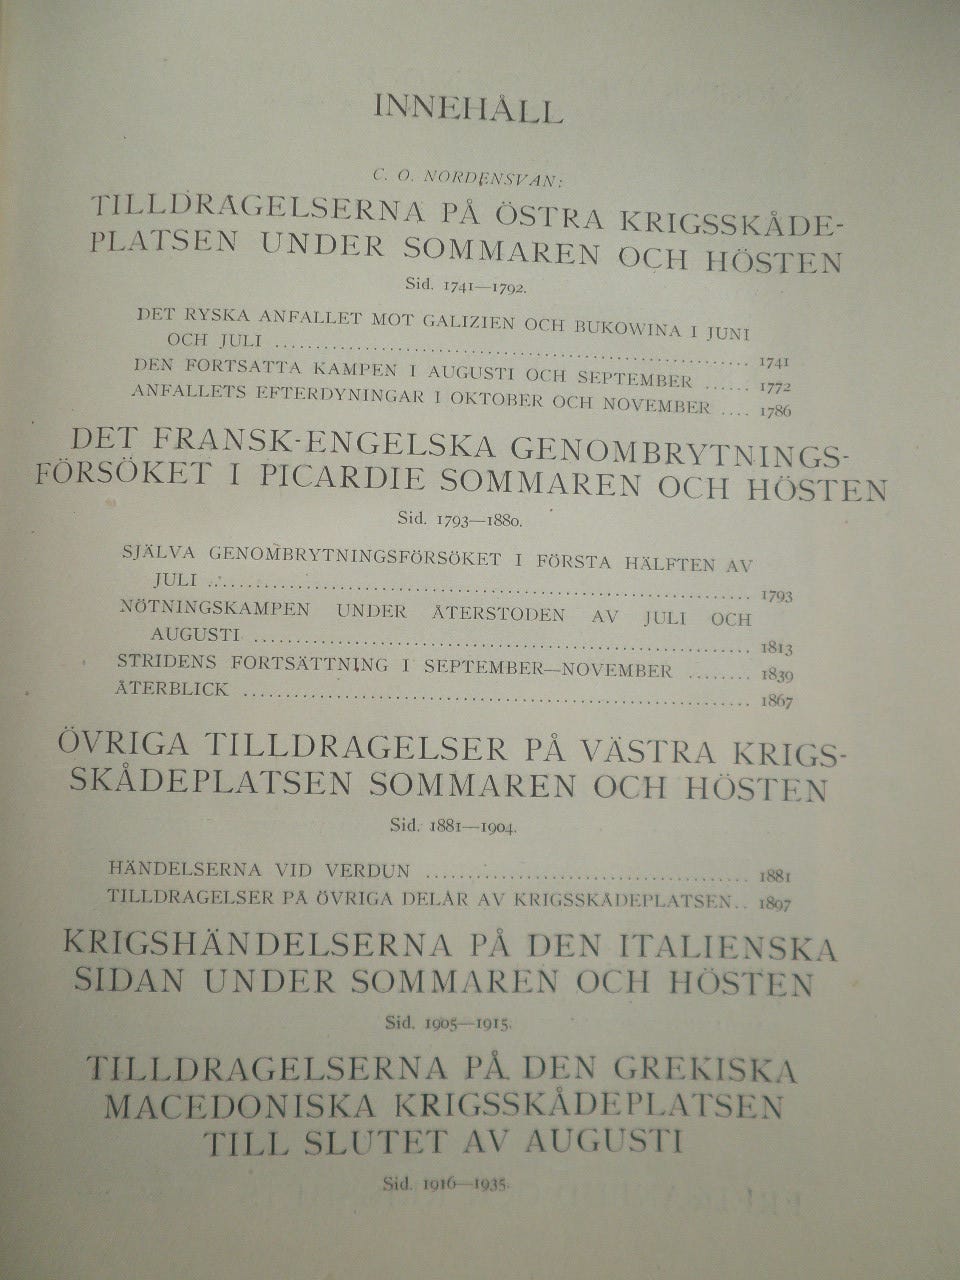 INNEHÅLL
C. O. NORDENSVAN:
TILLDRAGELSERNA PÅ ÖSTRA KRIGSSKÅDE-
PLATSEN UNDER SOMMAREN OCH HÖSTEN
Sid. 1741—1792.
DET RYSKA ANFALLET MOT GALIZIEN OCH BUKOWINA I JUNI
OCH JULI ........................................ 1741
DEN FORTSATTA KAMPEN I AUGUSTI OCH SEPTEMBER ...... 1772
ANFALLETS EFTERDYNINGAR I OKTOBER OCH NOVEMBER .... 1786
DET FRANSK-ENGELSKA GENOMBRYTNINGS-
FÖRSÖKET I PICARDIE SOMMAREN OCH HÖSTEN
Sid. 1793—1880.
SJÄLVA GENOMBRYTNINGSFÖRSÖKET I FÖRSTA HÄLFTEN AV
JULI ........................................ 1793
NÖTNINGSKAMPEN UNDER ÅTERSTODEN AV JULI OCH
AUGUSTI ........................................ 1813
STRIDENS FORTSÄTTNING I SEPTEMBER—NOVEMBER ........ 1839
ÅTERBLICK ........................................ 1867
ÖVRIGA TILLDRAGELSER PÅ VÄSTRA KRIGS-
SKÅDEPLATSEN SOMMAREN OCH HÖSTEN
Sid. 1881—1904.
HÄNDELSERNA VID VERDUN .............................. 1881
TILLDRAGELSER PÅ ÖVRIGA DELAR AV KRIGSSKÅDEPLATSEN.. 1897
KRIGSHÄNDELSERNA PÅ DEN ITALIENSKA
SIDAN UNDER SOMMAREN OCH HÖSTEN
Sid. 1905—1915.
TILLDRAGELSERNA PÅ DEN GREKISKA
MACEDONISKA KRIGSSKÅDEPLATSEN
TILL SLUTET AV AUGUSTI
Sid. 1916—1935.